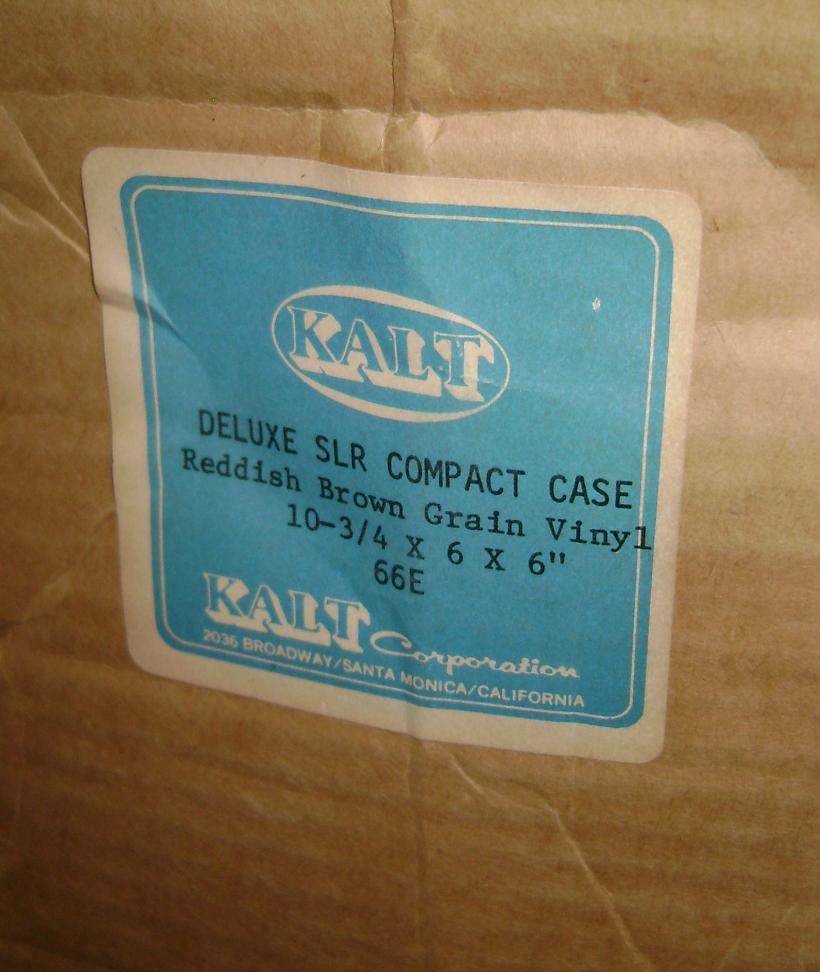 KALT
DELUXE SLR COMPACT CASE
Reddish Brown Grain Vinyl
10-3/4 X 6 X 6"
66E
KALT Corporation
2036 BROADWAY/SANTA MONICA/CALIFORNIA